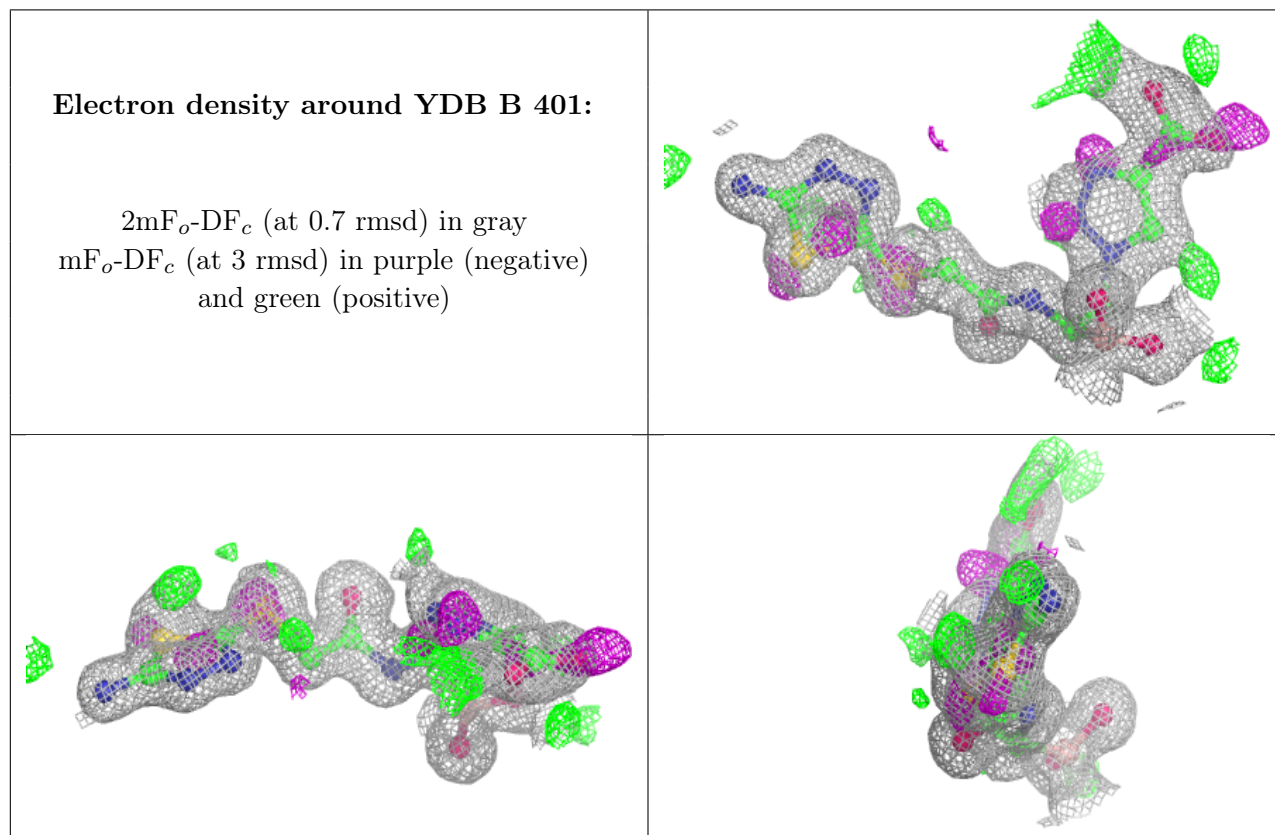 Electron density around YDB B 401:
2mFo-DFc (at 0.7 rmsd) in gray
mFo-DFc (at 3 rmsd) in purple (negative)
and green (positive)